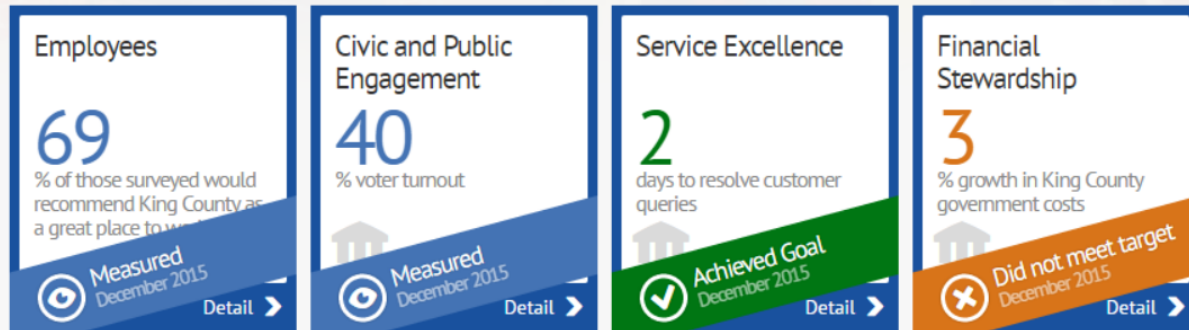 Employees
69
% of those surveyed would
recommend King County as
a great place to
Measured
December 2015
Detail
Civic and Public
Engagement
40
% voter turnout
Measured
December 2015
Detail
Service Excellence
2
days to resolve customer
queries
Achieved Goal
December 2015
Detail
Financial
Stewardship
3
% growth in King County
government costs
Did not meet target
December 2015
Detail